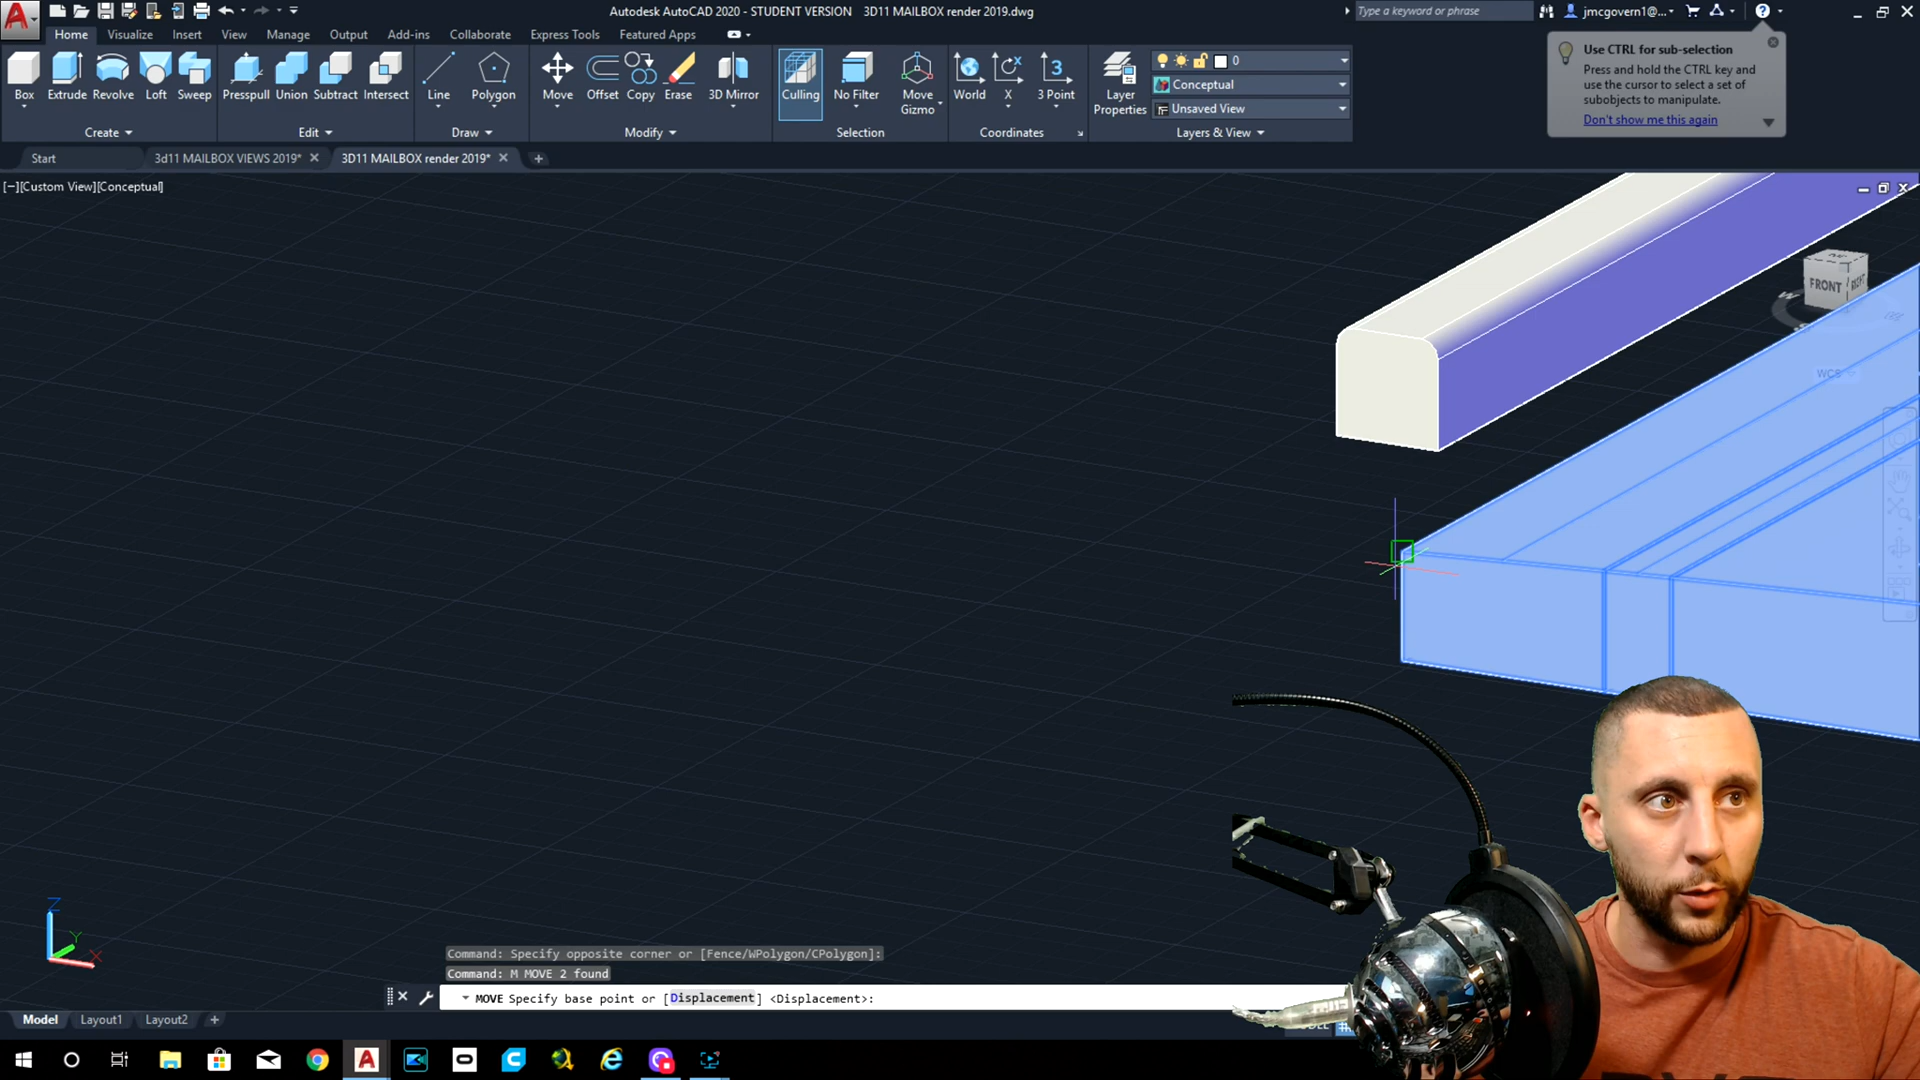 Autodesk AutoCAD 2020 - STUDENT VERSION    3D11 MAILBOX render 2019.dwg
Type a keyword or phrase
jmcgovern1@...
Home Visualize Insert View Manage Output Add-ins Collaborate Express Tools Featured Apps
Use CTRL for sub-selection
Press and hold the CTRL key and
use the cursor to select a set of
subobjects to manipulate.
Don't show me this again
0
Conceptual
Unsaved View
Box Extrude Revolve Loft Sweep Presspull Union Subtract Intersect Line Polygon Move Offset Copy Erase 3D Mirror Culling No Filter Move Gizmo World X 3 Point Layer Properties
Create Edit Draw Modify Selection Coordinates Layers & View
Start 3d11 MAILBOX VIEWS 2019* 3D11 MAILBOX render 2019*
[−][Custom View][Conceptual]
FRONT
RIGHT
W
WCS
Z
Y
X
Command: Specify opposite corner or [Fence/WPolygon/CPolygon]:
Command: M MOVE 2 found
MOVE Specify base point or [Displacement] <Displacement>:
Model Layout1 Layout2 +
MODEL